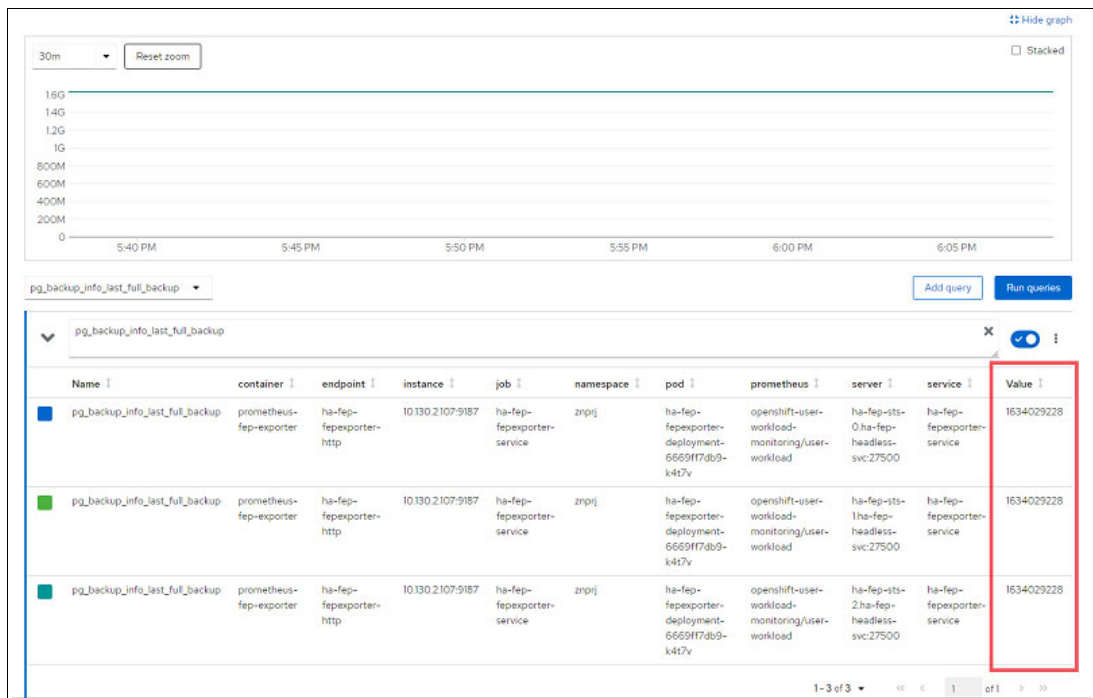 Hide graph
30m
Reset zoom
Stacked
1.6G
1.4G
1.2G
1G
800M
600M
400M
200M
0
5:40 PM 5:45 PM 5:50 PM 5:55 PM 6:00 PM 6:05 PM
pg_backup_info_last_full_backup
Add query
Run queries
pg_backup_info_last_full_backup
Name container endpoint instance job namespace pod prometheus server service Value
pg_backup_info_last_full_backup prometheus- ha-fep- 10.130.2.107:9187 ha-fep- znprj ha-fep- openshift-user- ha-fep-sts- ha-fep- 1634029228
fep-exporter fepexporter- fepexporter- fepexporter- workload- 0.ha-fep- fepexporter-
http service deployment- monitoring/user- headless- service
6669ff7db9- workload svc:27500
k4t7v
pg_backup_info_last_full_backup prometheus- ha-fep- 10.130.2.107:9187 ha-fep- znprj ha-fep- openshift-user- ha-fep-sts- ha-fep- 1634029228
fep-exporter fepexporter- fepexporter- fepexporter- workload- 1.ha-fep- fepexporter-
http service deployment- monitoring/user- headless- service
6669ff7db9- workload svc:27500
k4t7v
pg_backup_info_last_full_backup prometheus- ha-fep- 10.130.2.107:9187 ha-fep- znprj ha-fep- openshift-user- ha-fep-sts- ha-fep- 1634029228
fep-exporter fepexporter- fepexporter- fepexporter- workload- 2.ha-fep- fepexporter-
http service deployment- monitoring/user- headless- service
6669ff7db9- workload svc:27500
k4t7v
1-3 of 3 << < 1 of 1 > >>